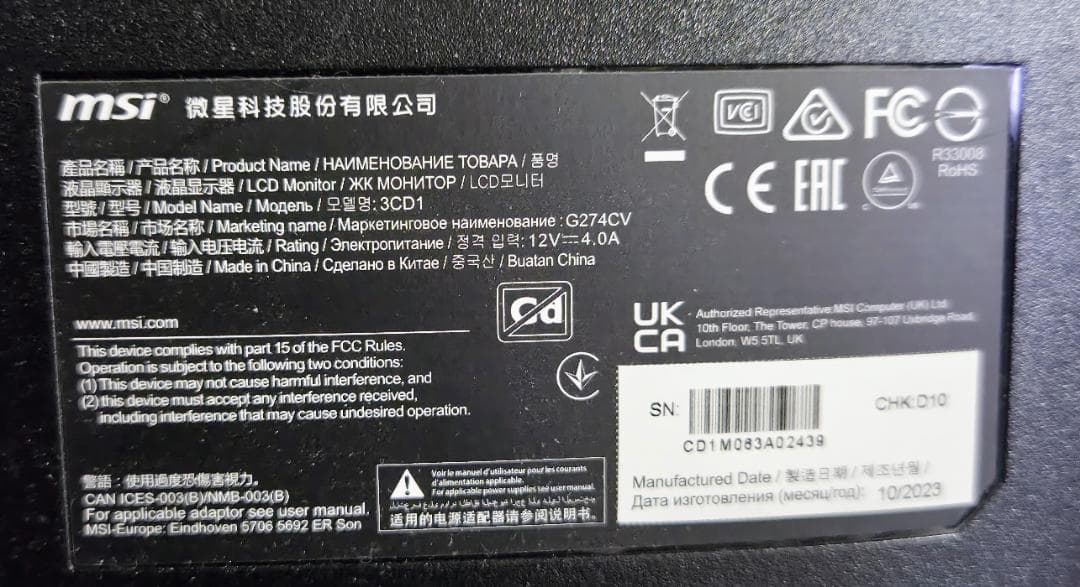 msi® 微星科技股份有限公司
產品名稱 / 产品名称 / Product Name / НАИМЕНОВАНИЕ ТОВАРА / 품명
液晶顯示器 / 液晶显示器 / LCD Monitor / ЖК МОНИТОР / LCD모니터
型號 / 型号 / Model Name / Модель / 모델명: 3CD1
市場名稱 / 市场名称 / Marketing name / Маркетинговое наименование : G274CV
輸入電壓電流 / 输入电压电流 / Rating / Электропитание / 정격 입력: 12V⎓4.0A
中國製造 / 中国制造 / Made in China / Сделано в Китае / 중국산 / Buatan China
VCI
FC
R33008
RoHS
CE EAC
Cd
www.msi.com
This device complies with part 15 of the FCC Rules.
Operation is subject to the following two conditions:
(1) This device may not cause harmful interference, and
(2) this device must accept any interference received,
including interference that may cause undesired operation.
UK
CA
Authorized Representative:MSI Computer (UK) Ltd
10th Floor, The Tower, CP house, 97-107 Uxbridge Road,
London, W5 5TL, UK
SN:
CHK:D10
CD1M083A02439
Manufactured Date / 製造日期 / 제조년월 /
Дата изготовления (месяц/год): 10/2023
警語：使用過度恐傷害視力。
CAN ICES-003(B)/NMB-003(B)
For applicable adaptor see user manual.
MSI-Europe: Eindhoven 5706 5692 ER Son
Voir le manuel d'utilisateur pour les courants
d'alimentation applicable.
For applicable power supplies see user manual.
适用的电源适配器请参阅说明书.